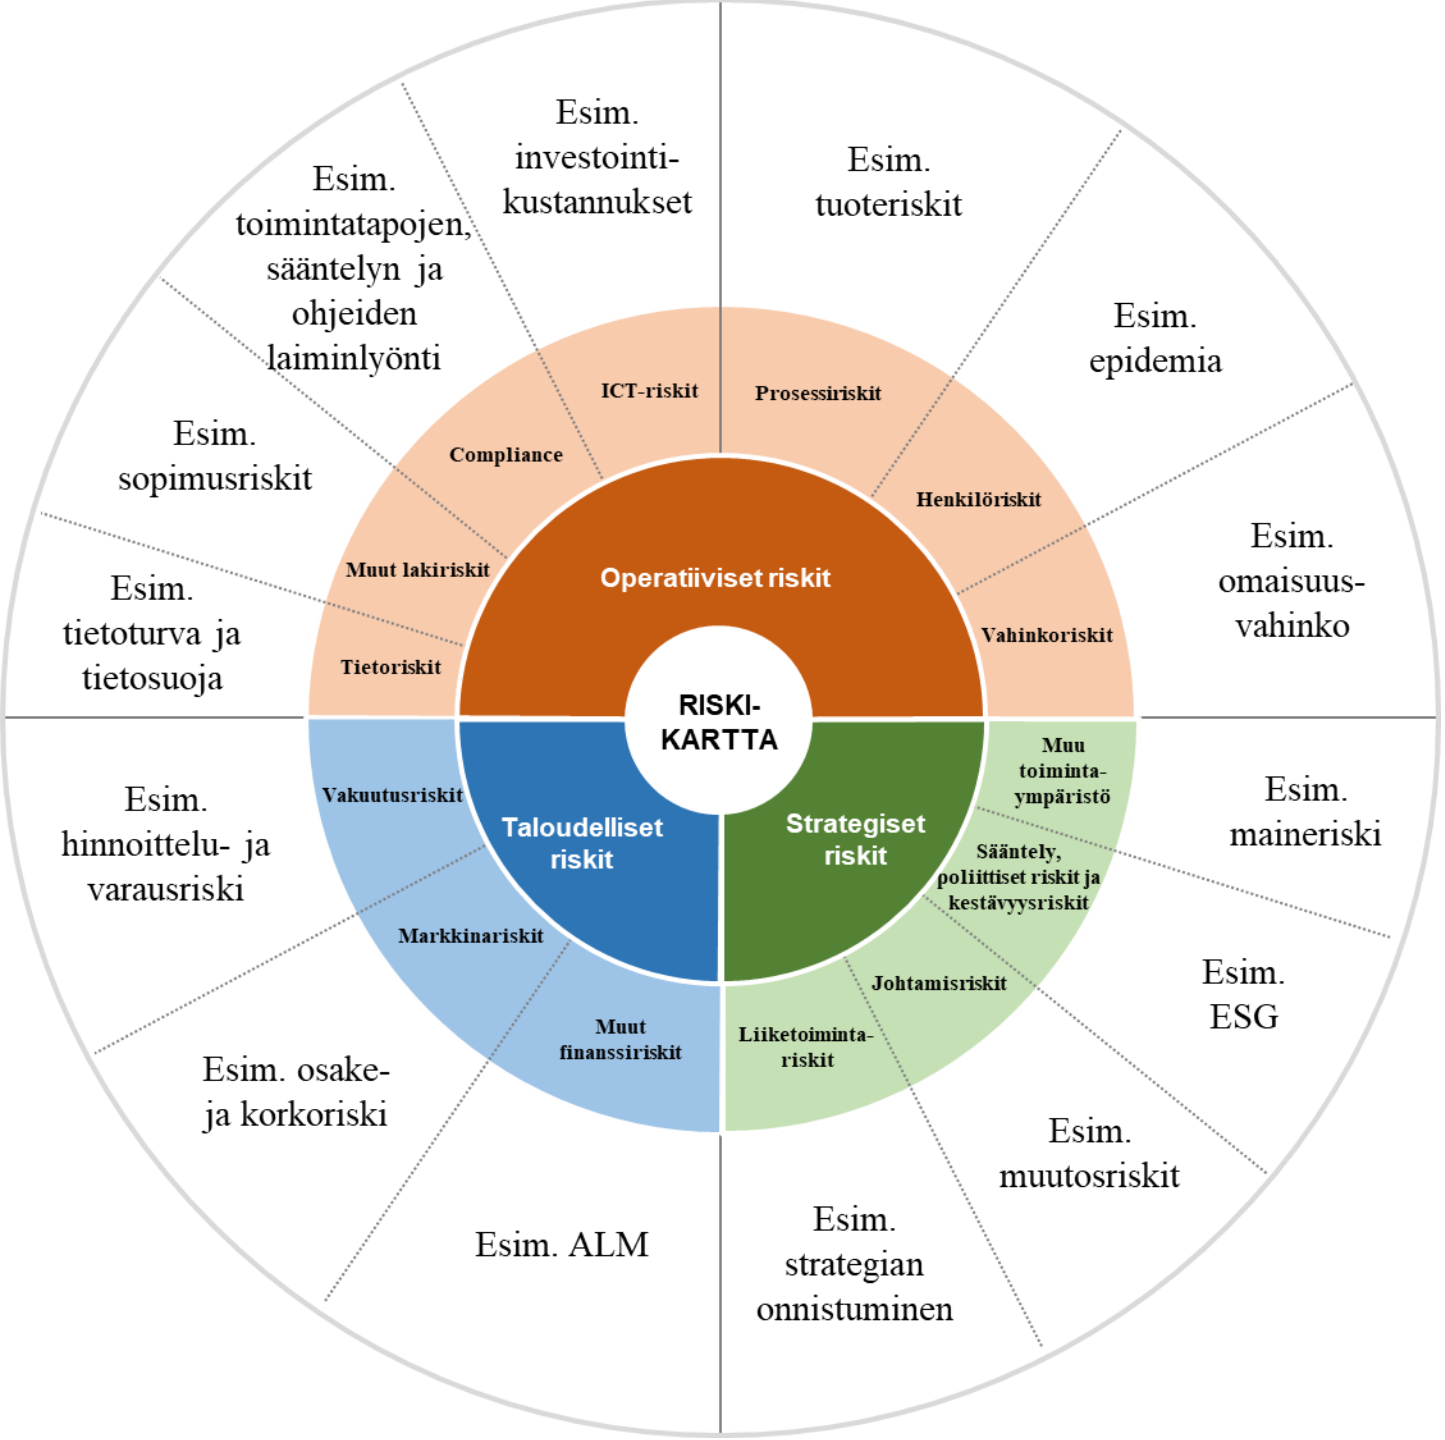 Esim.
investointi-
kustannukset
Esim.
tuoteriskit
Esim.
toimintatapojen,
sääntelyn ja
ohjeiden
laiminlyönti
Esim.
epidemia
Esim.
sopimusriskit
Esim.
omaisuus-
vahinko
Esim.
tietoturva ja
tietosuoja
ICT-riskit
Prosessiriskit
Compliance
Henkilöriskit
Muut lakiriskit
Vahinkoriskit
Tietoriskit
Operatiiviset riskit
RISKI-
KARTTA
Taloudelliset
riskit
Strategiset
riskit
Vakuutusriskit
Markkinariskit
Muut
finanssiriskit
Muu
toiminta-
ympäristö
Sääntely,
poliittiset riskit ja
kestävyysriskit
Johtamisriskit
Liiketoiminta-
riskit
Esim.
hinnoittelu- ja
varausriski
Esim.
maineriski
Esim.
ESG
Esim. osake-
ja korkoriski
Esim.
muutosriskit
Esim. ALM
Esim.
strategian
onnistuminen